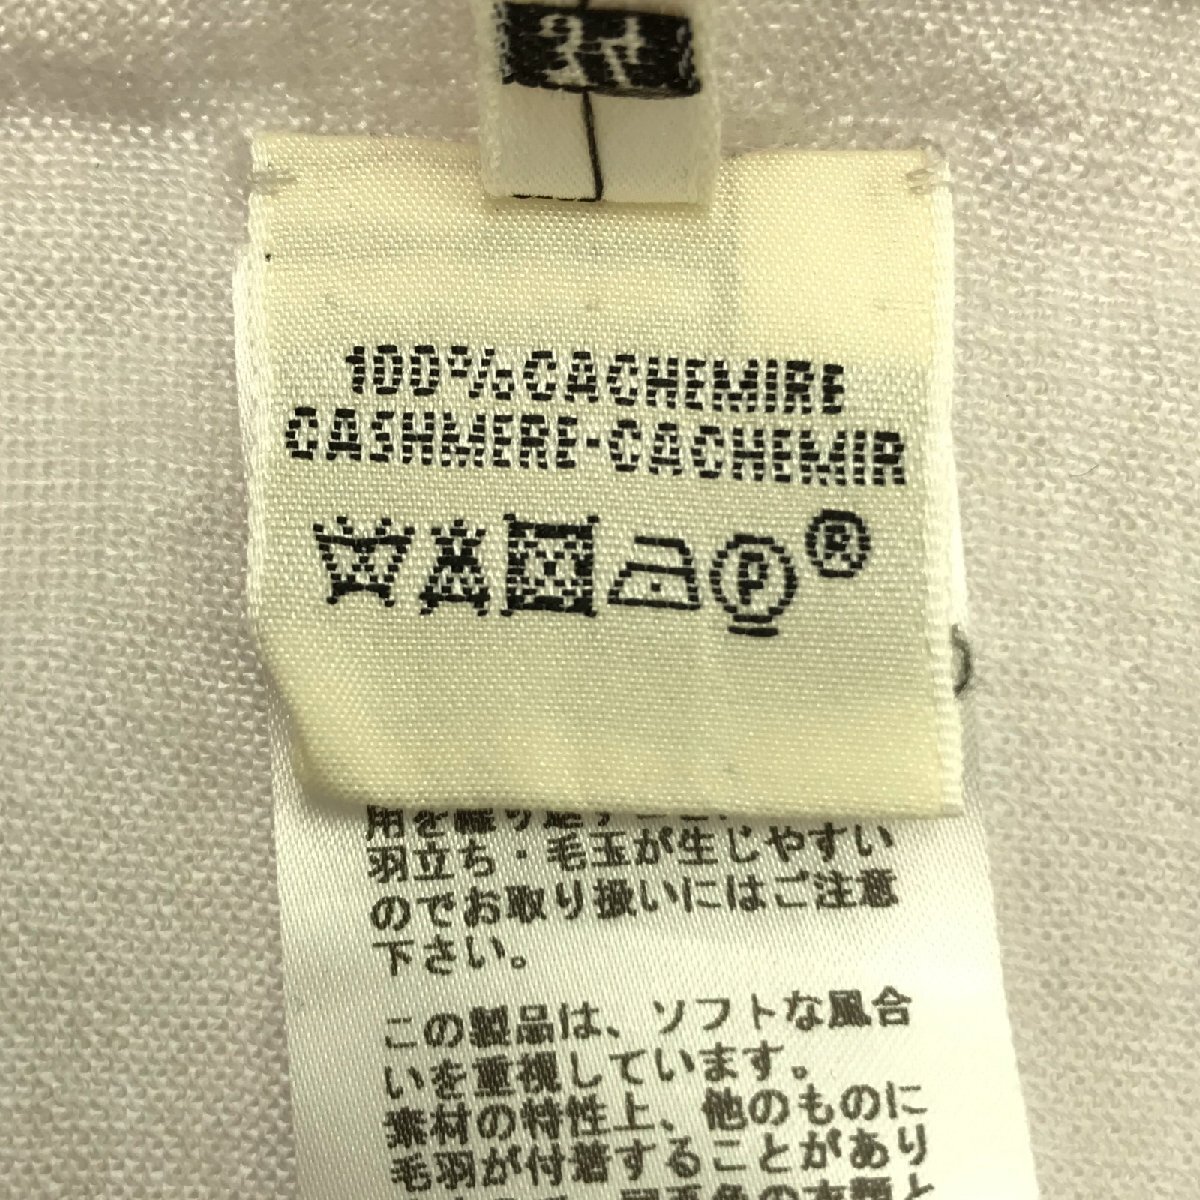 100% CACHEMIRE
CASHMERE-CACHEMIR
P ®
羽立ち・毛玉が生じやすい
のでお取り扱いにはご注意
下さい。
この製品は、ソフトな風合
いを重視しています。
素材の特性上、他のものに
毛羽が付着することがあり